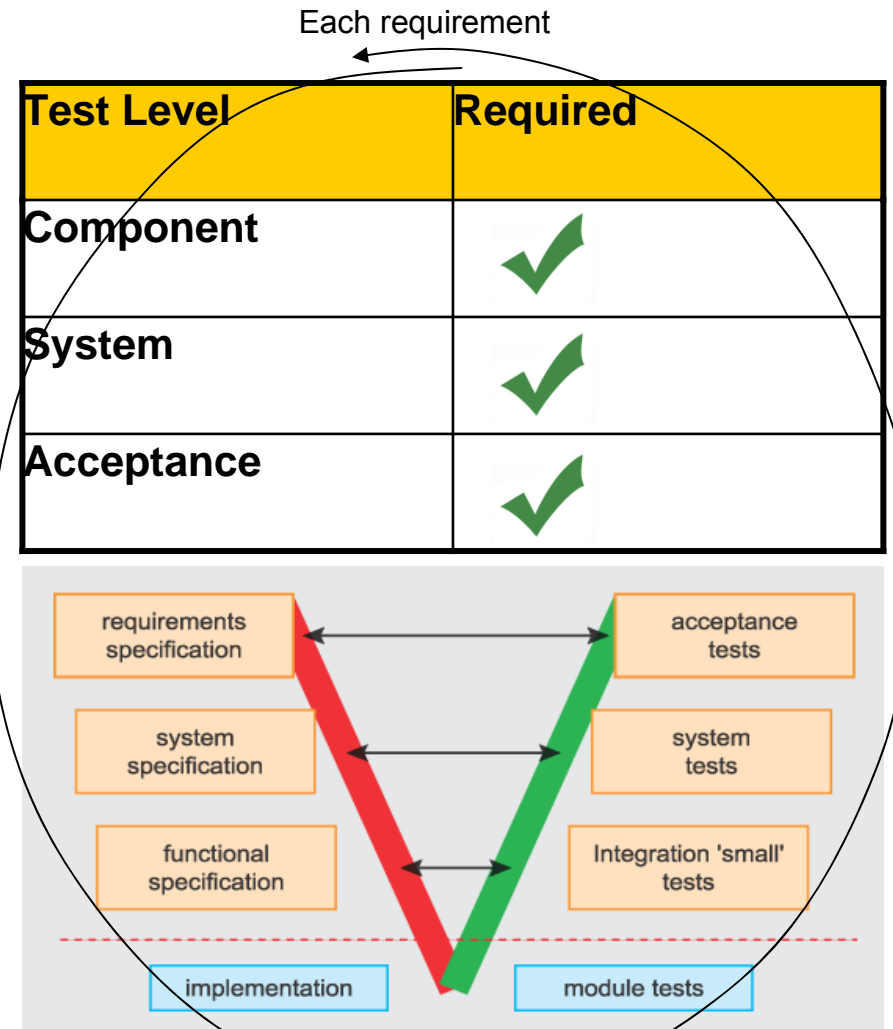 Each requirement
Test Level Required
Component
System
Acceptance
requirements
specification
acceptance
tests
system
specification
system
tests
functional
specification
Integration 'small'
tests
implementation
module tests